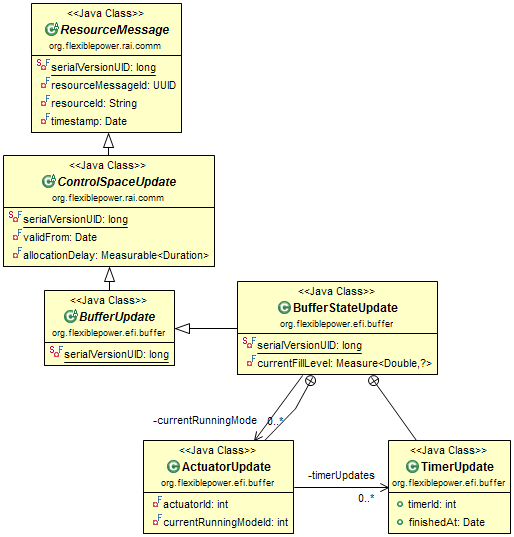 <<Java Class>>
ResourceMessage
org.flexiblepower.rai.comm
serialVersionUID: long
resourceMessageId: UUID
resourceId: String
timestamp: Date
<<Java Class>>
ControlSpaceUpdate
org.flexiblepower.rai.comm
serialVersionUID: long
validFrom: Date
allocationDelay: Measurable<Duration>
<<Java Class>>
BufferUpdate
org.flexiblepower.efi.buffer
serialVersionUID: long
<<Java Class>>
BufferStateUpdate
org.flexiblepower.efi.buffer
serialVersionUID: long
currentFillLevel: Measure<Double,?>
-currentRunningMode
0..*
<<Java Class>>
ActuatorUpdate
org.flexiblepower.efi.buffer
actuatorId: int
currentRunningModeId: int
-timerUpdates
0..*
<<Java Class>>
TimerUpdate
org.flexiblepower.efi.buffer
timerId: int
finishedAt: Date